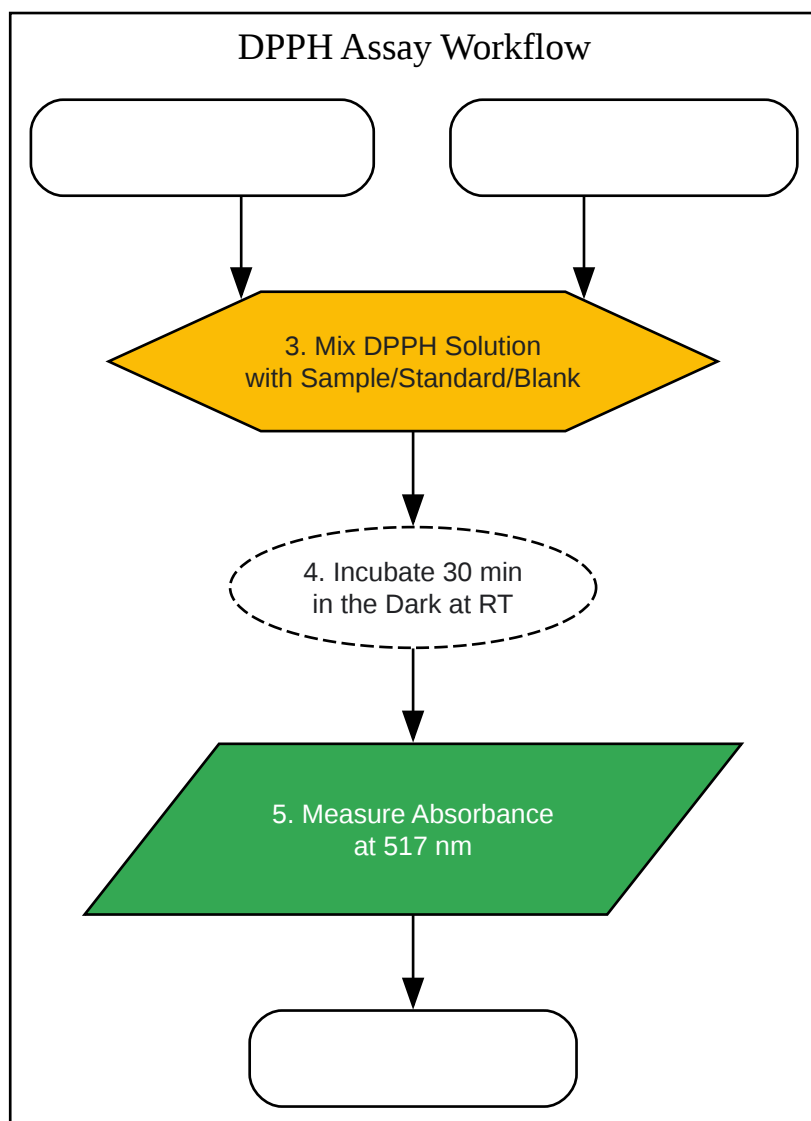 DPPH Assay Workflow
3. Mix DPPH Solution
with Sample/Standard/Blank
4. Incubate 30 min
in the Dark at RT
5. Measure Absorbance
at 517 nm